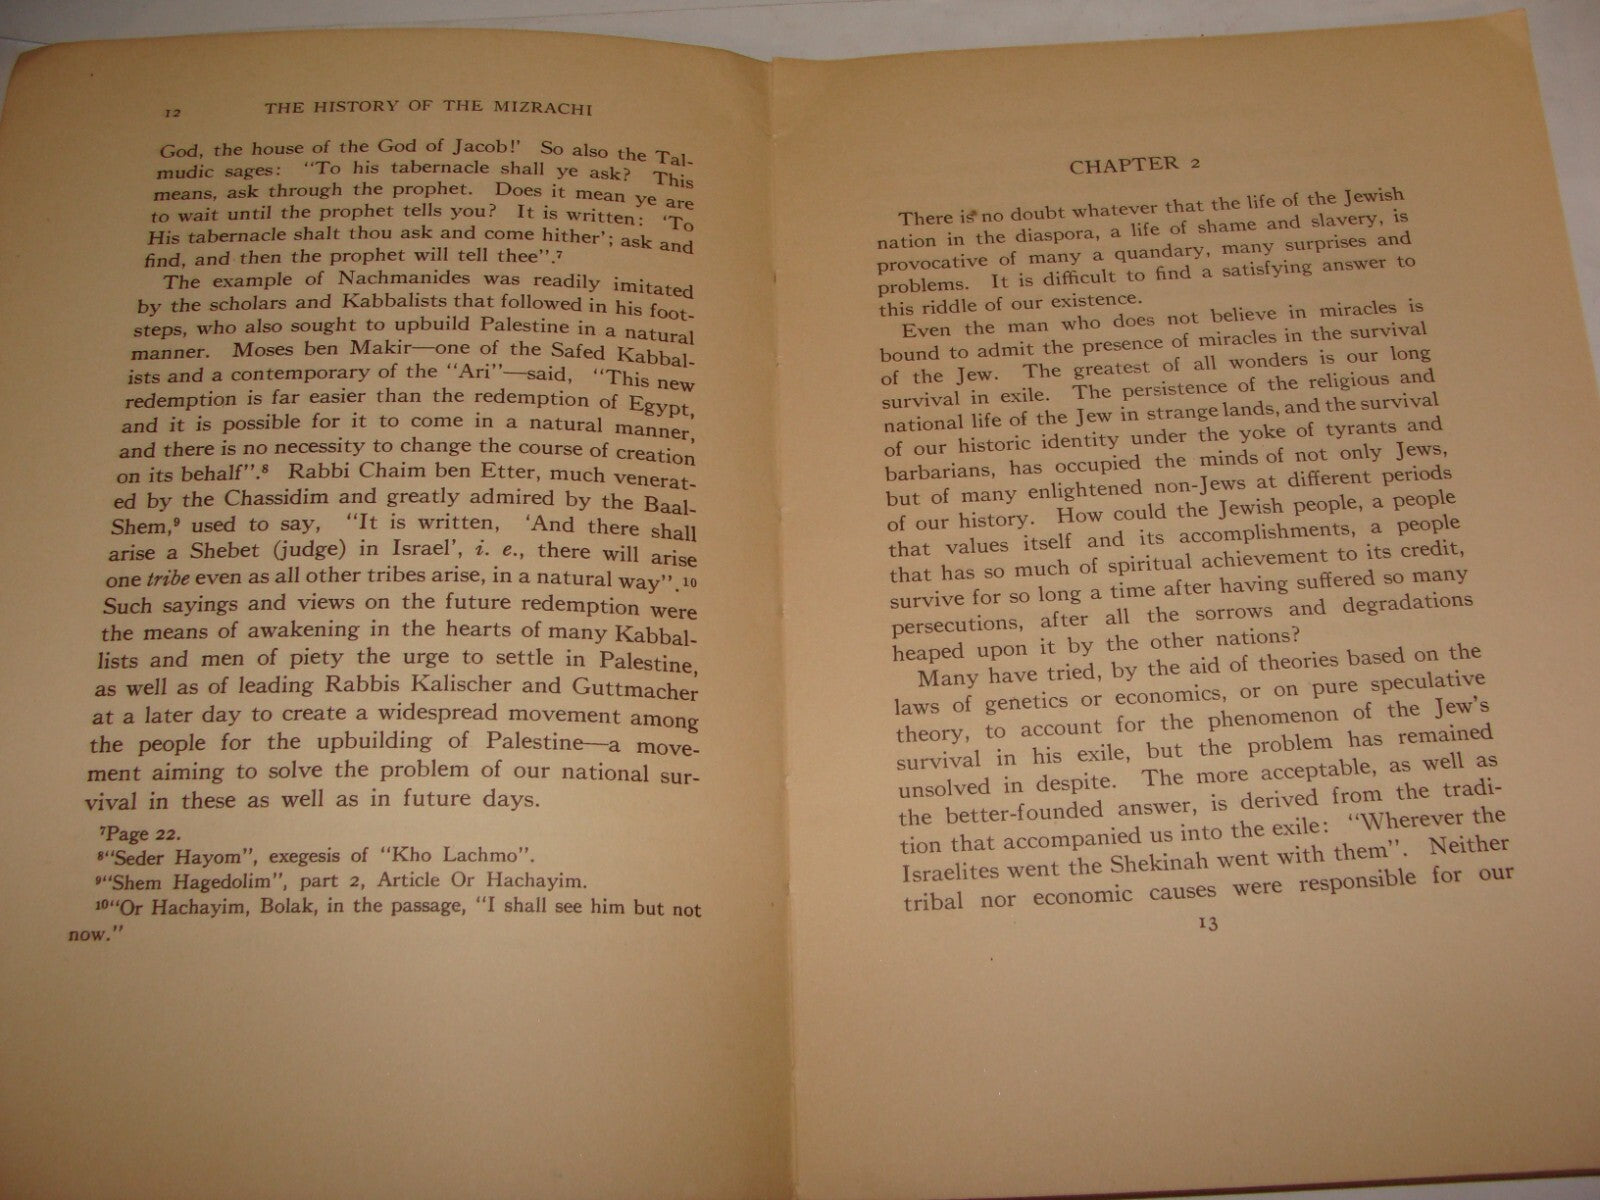 12 THE HISTORY OF THE MIZRACHI
God, the house of the God of Jacob!' So also the Tal-
mudic sages: "To his tabernacle shall ye ask? This
means, ask through the prophet. Does it mean ye are
to wait until the prophet tells you? It is written: 'To
His tabernacle shalt thou ask and come hither'; ask and
find, and then the prophet will tell thee".7
The example of Nachmanides was readily imitated
by the scholars and Kabbalists that followed in his foot-
steps, who also sought to upbuild Palestine in a natural
manner. Moses ben Makir—one of the Safed Kabbal-
ists and a contemporary of the "Ari"—said, "This new
redemption is far easier than the redemption of Egypt,
and it is possible for it to come in a natural manner,
and there is no necessity to change the course of creation
on its behalf".8 Rabbi Chaim ben Etter, much venerat-
ed by the Chassidim and greatly admired by the Baal-
Shem,9 used to say, "It is written, 'And there shall
arise a Shebet (judge) in Israel', i. e., there will arise
one tribe even as all other tribes arise, in a natural way".10
Such sayings and views on the future redemption were
the means of awakening in the hearts of many Kabbal-
lists and men of piety the urge to settle in Palestine,
as well as of leading Rabbis Kalischer and Guttmacher
at a later day to create a widespread movement among
the people for the upbuilding of Palestine—a move-
ment aiming to solve the problem of our national sur-
vival in these as well as in future days.
7Page 22.
8"Seder Hayom", exegesis of "Kho Lachmo".
9"Shem Hagedolim", part 2, Article Or Hachayim.
10"Or Hachayim, Bolak, in the passage, "I shall see him but not
now."
CHAPTER 2
There is no doubt whatever that the life of the Jewish
nation in the diaspora, a life of shame and slavery, is
provocative of many a quandary, many surprises and
problems. It is difficult to find a satisfying answer to
this riddle of our existence.
Even the man who does not believe in miracles is
bound to admit the presence of miracles in the survival
of the Jew. The greatest of all wonders is our long
survival in exile. The persistence of the religious and
national life of the Jew in strange lands, and the survival
of our historic identity under the yoke of tyrants and
barbarians, has occupied the minds of not only Jews,
but of many enlightened non-Jews at different periods
of our history. How could the Jewish people, a people
that values itself and its accomplishments, a people
that has so much of spiritual achievement to its credit,
survive for so long a time after having suffered so many
persecutions, after all the sorrows and degradations
heaped upon it by the other nations?
Many have tried, by the aid of theories based on the
laws of genetics or economics, or on pure speculative
theory, to account for the phenomenon of the Jew's
survival in his exile, but the problem has remained
unsolved in despite. The more acceptable, as well as
the better-founded answer, is derived from the tradi-
tion that accompanied us into the exile: "Wherever the
Israelites went the Shekinah went with them". Neither
tribal nor economic causes were responsible for our
13